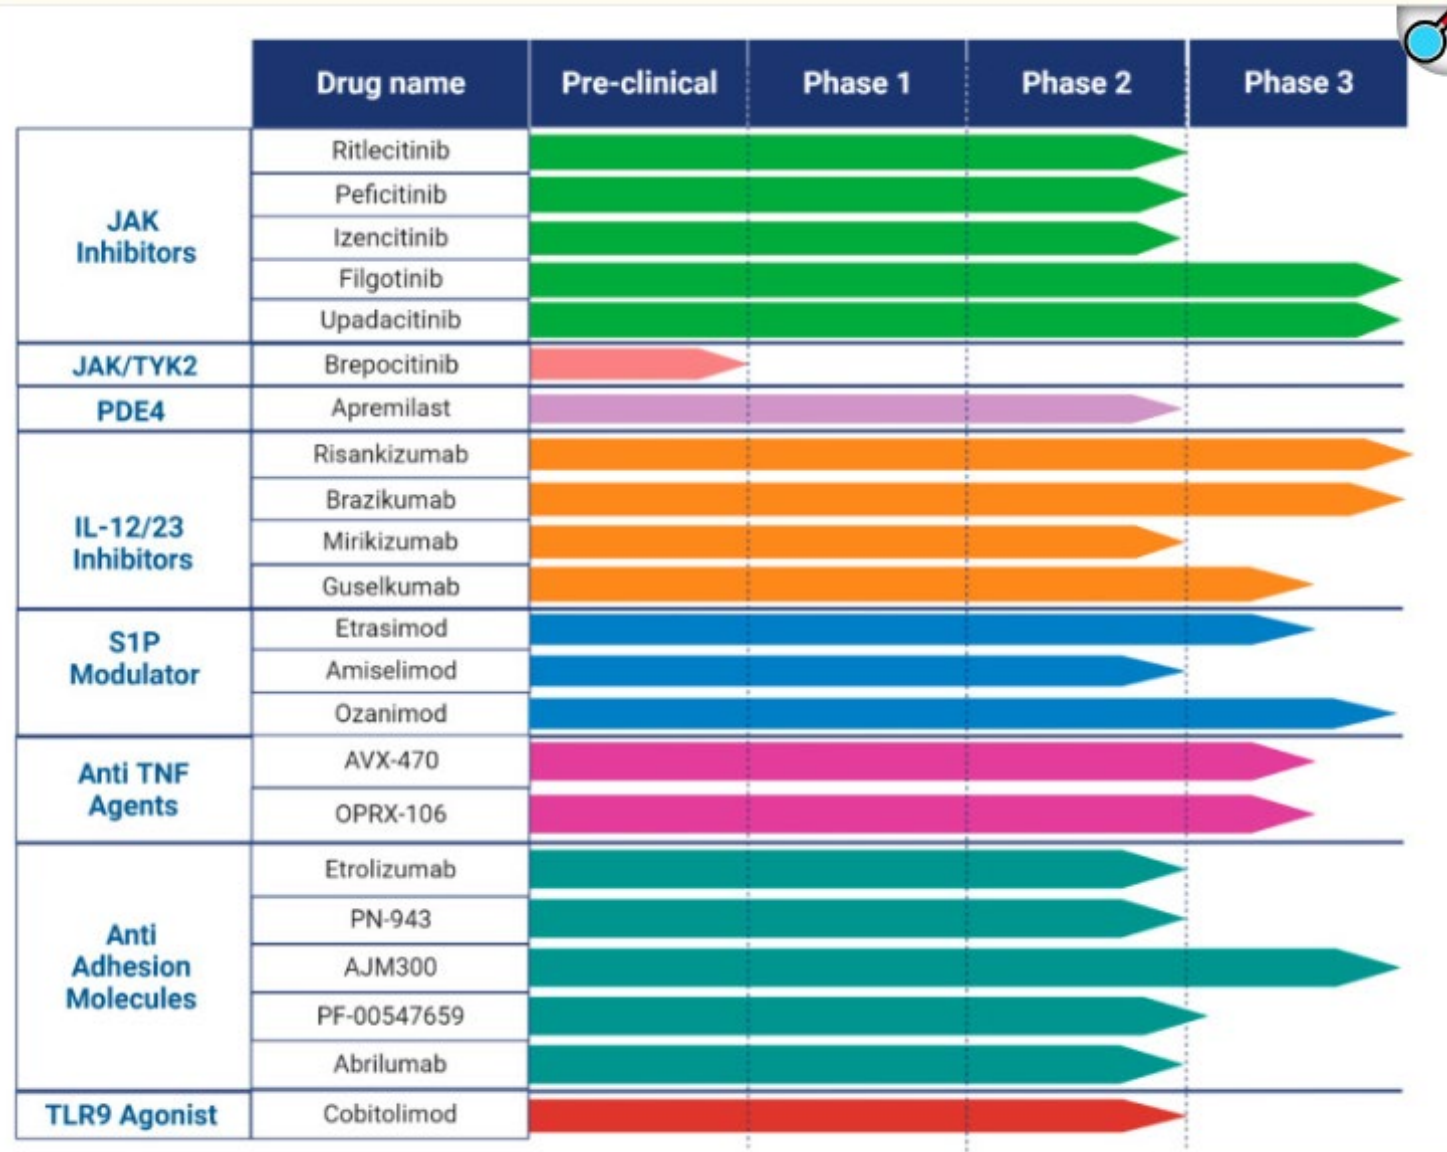 Drug name Pre-clinical Phase 1 Phase 2 Phase 3
JAK
Inhibitors
Ritlecitinib
Peficitinib
Izencitinib
Filgotinib
Upadacitinib
JAK/TYK2 Brepocitinib
PDE4 Apremilast
IL-12/23
Inhibitors
Risankizumab
Brazikumab
Mirikizumab
Guselkumab
S1P
Modulator
Etrasimod
Amiselimod
Ozanimod
Anti TNF
Agents
AVX-470
OPRX-106
Anti
Adhesion
Molecules
Etrolizumab
PN-943
AJM300
PF-00547659
Abrilumab
TLR9 Agonist Cobitolimod